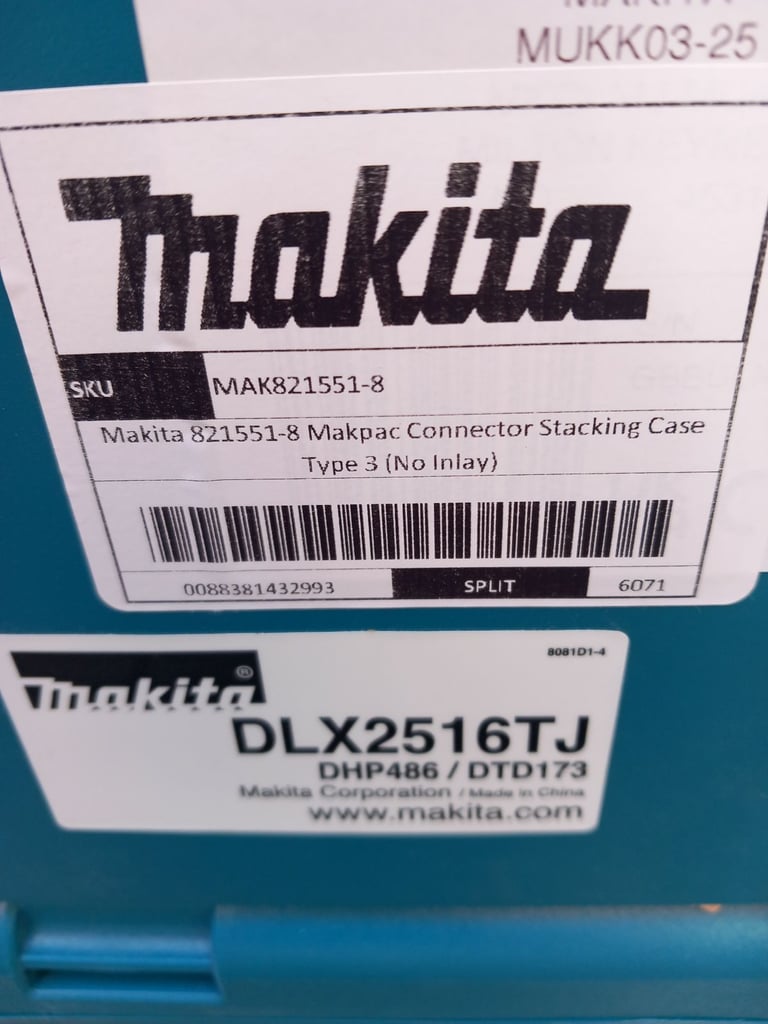 MAKITA
MUKK03-25
makita
SKU MAK821551-8
Makita 821551-8 Makpac Connector Stacking Case
Type 3 (No Inlay)
0088381432993 SPLIT 6071
8081D1-4
makita®
DLX2516TJ
DHP486 / DTD173
Makita Corporation / Made in China
www.makita.com